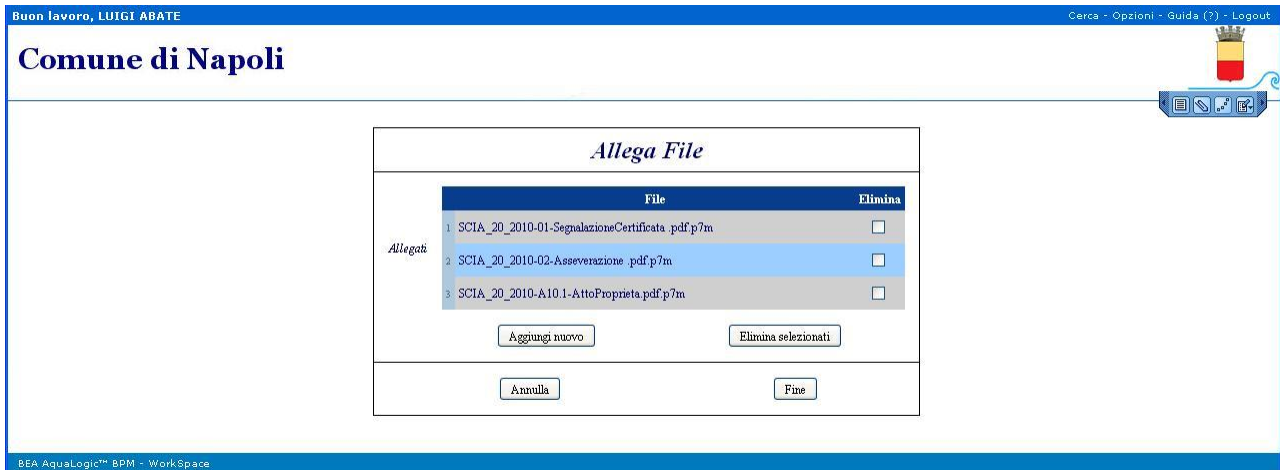 Buon lavoro, LUIGI ABATE
Cerca - Opzioni - Guida (?) - Logout
Comune di Napoli
Allega File
File Elimina
Allegati
1 SCIA_20_2010-01-SegnalazioneCertificata .pdf.p7m
2 SCIA_20_2010-02-Asseverazione .pdf.p7m
3 SCIA_20_2010-A10.1-AttoProprieta.pdf.p7m
Aggiungi nuovo Elimina selezionati
Annulla Fine
BEA AquaLogic™ BPM - WorkSpace